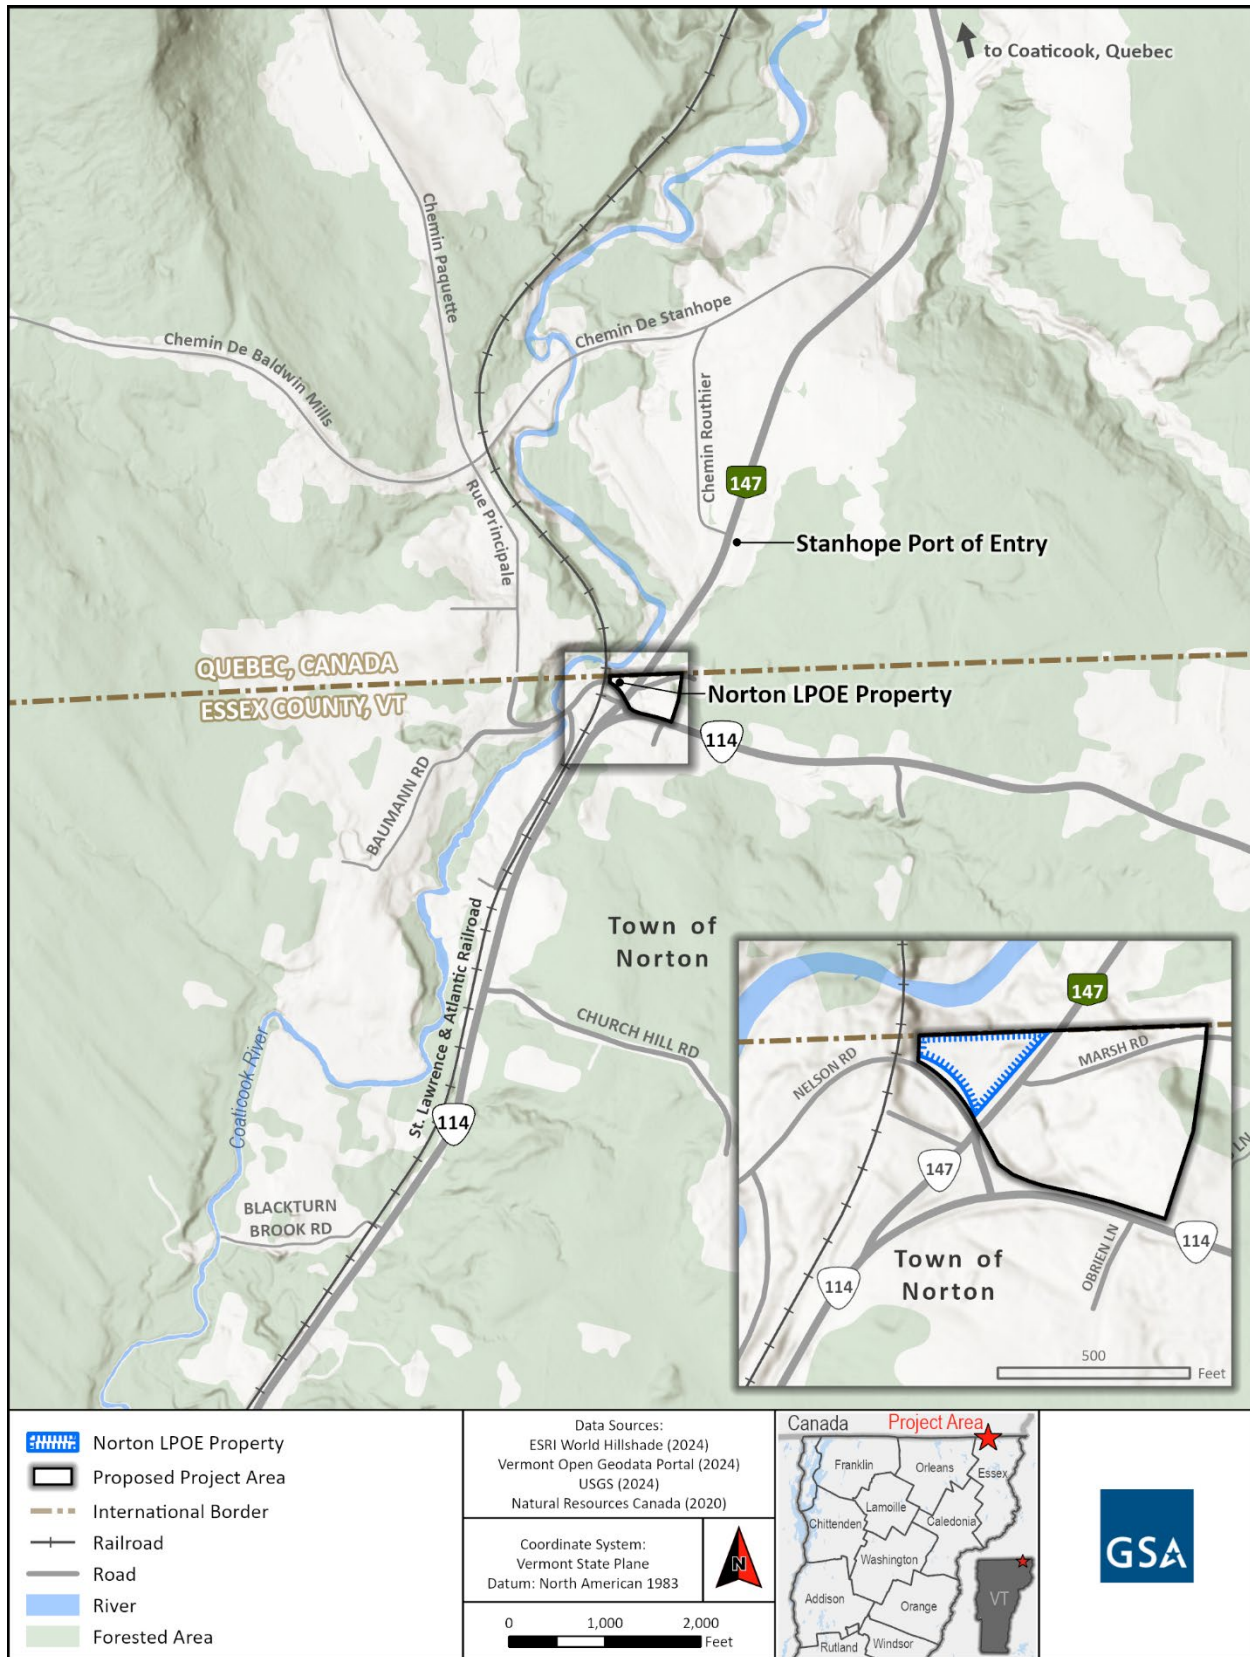 to Coaticook, Quebec
Chemin Paquette
Chemin De Baldwin Mills
Chemin De Stanhope
Chemin Routhier
147
Rue Principale
Stanhope Port of Entry
QUEBEC, CANADA
ESSEX COUNTY, VT
Norton LPOE Property
114
BAUMANN RD
St. Lawrence & Atlantic Railroad
Town of
Norton
CHURCH HILL RD
Coaticook River
114
BLACKTURN
BROOK RD
147
NELSON RD
MARSH RD
LN
147
114
Town of
Norton
OBRIEN LN
114
500
Feet
Norton LPOE Property
Proposed Project Area
International Border
Railroad
Road
River
Forested Area
Data Sources:
ESRI World Hillshade (2024)
Vermont Open Geodata Portal (2024)
USGS (2024)
Natural Resources Canada (2020)
Coordinate System:
Vermont State Plane
Datum: North American 1983
N
0 1,000 2,000
Feet
Canada Project Area
Franklin
Orleans
Essex
Lamoille
Chittenden
Caledonia
Washington
Addison
Orange
Rutland
Windsor
VT
GSA